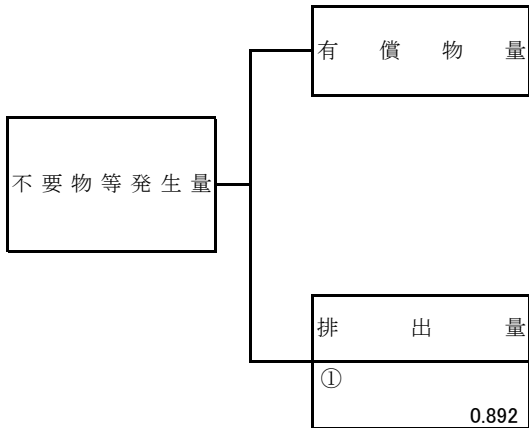 有償物量
不要物等発生量
排出量
①
0.892